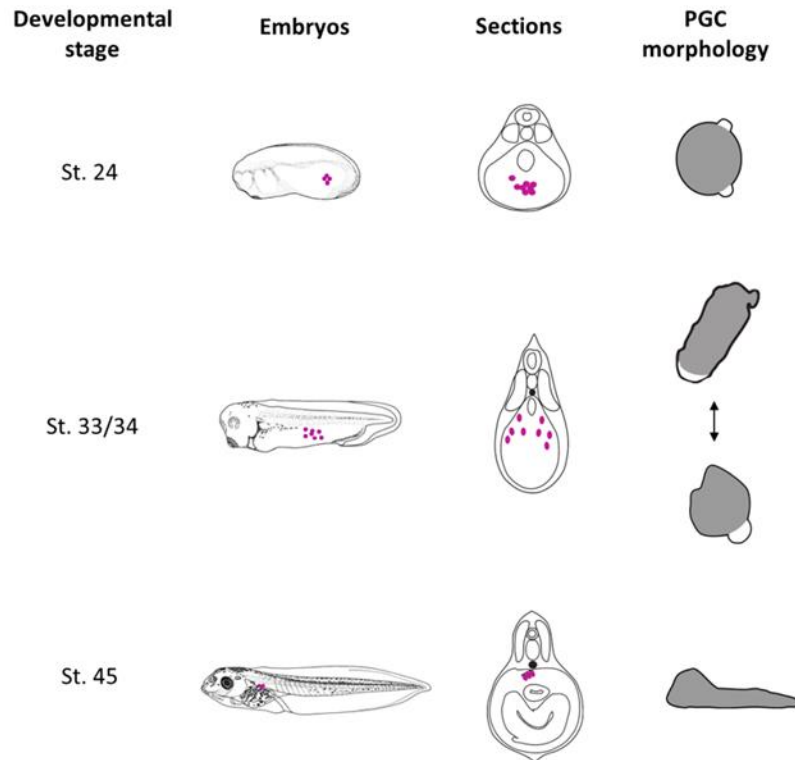 Developmental
stage
Embryos
Sections
PGC
morphology
St. 24
St. 33/34
St. 45